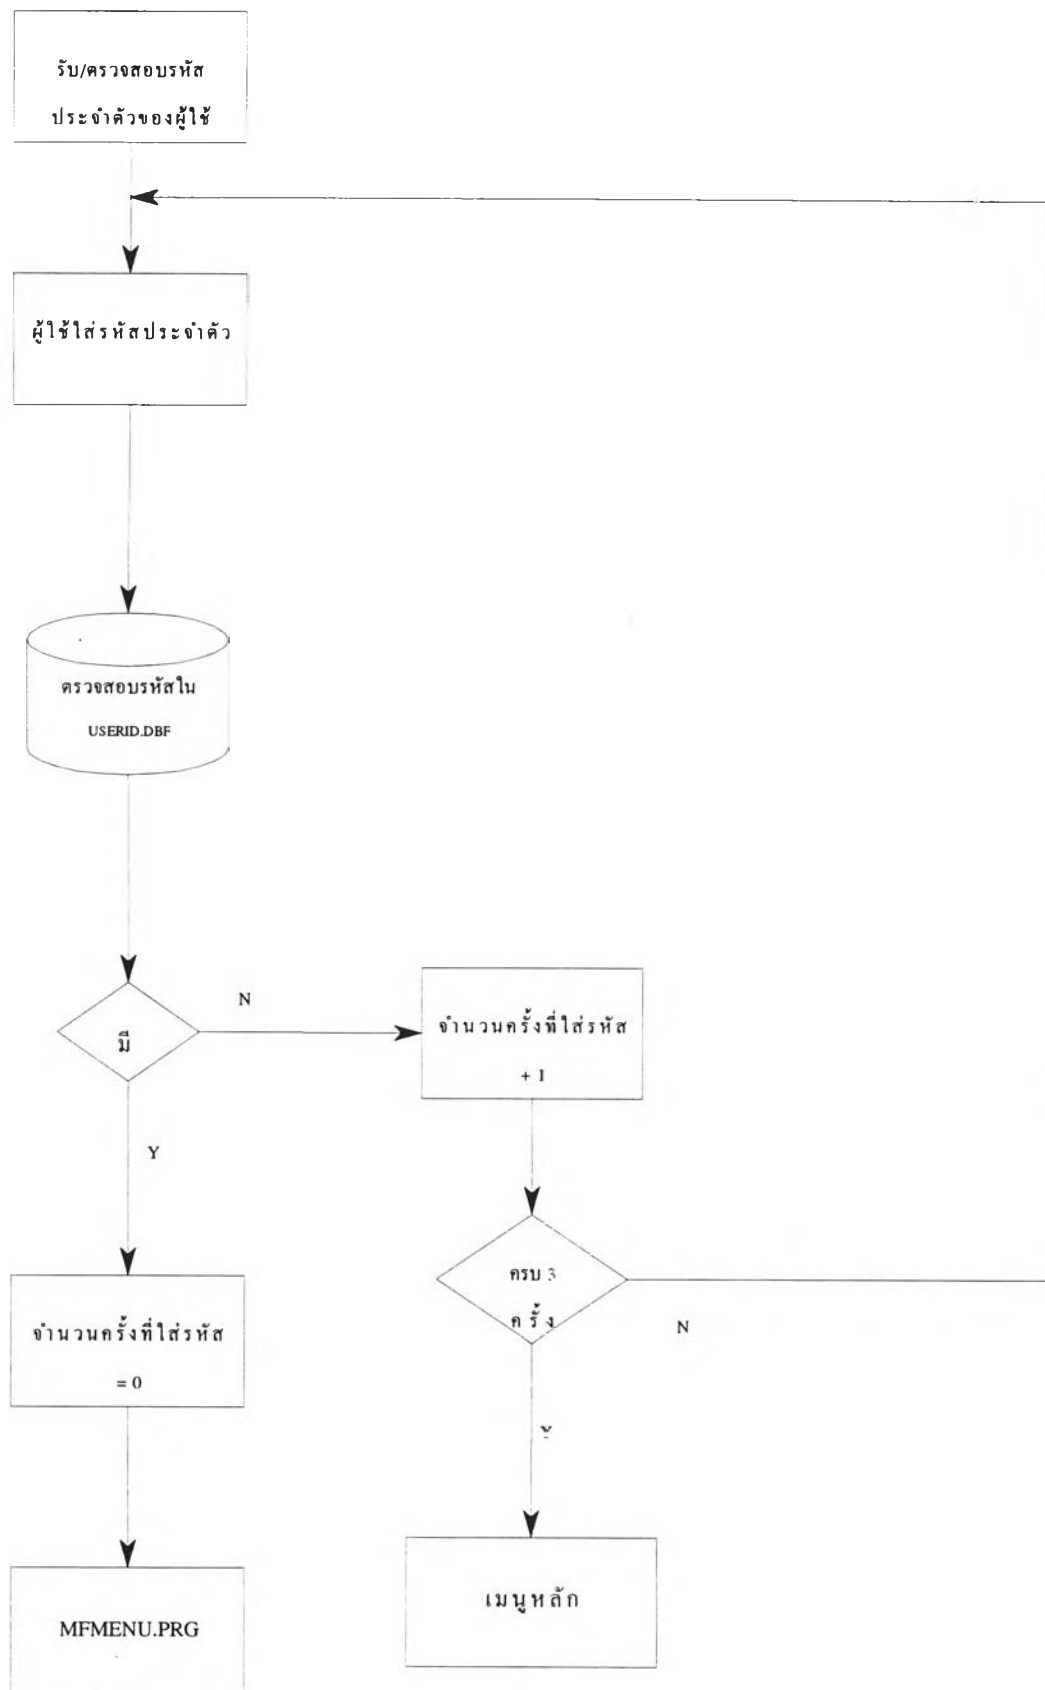 รับ/ตรวจสอบรหัส
ประจำตัวของผู้ใช้
ผู้ใช้ใส่รหัสประจำตัว
ตรวจสอบรหัสใน
USERID.DBF
มี
N
Y
จำนวนครั้งที่ใส่รหัส
+ 1
ครบ 3
ครั้ง
N
Y
จำนวนครั้งที่ใส่รหัส
= 0
MFMENU.PRG
เมนูหลัก